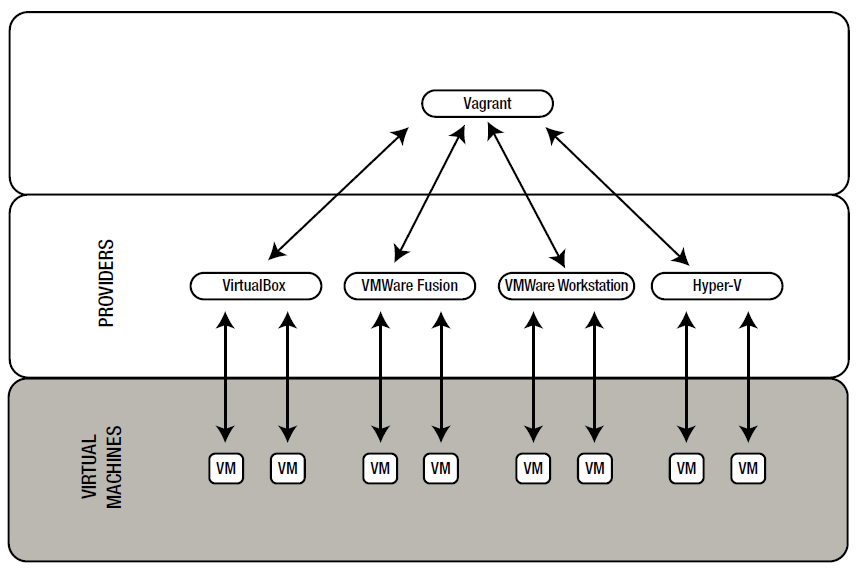 Vagrant
PROVIDERS
VirtualBox
VMWare Fusion
VMWare Workstation
Hyper-V
VIRTUAL
MACHINES
VM
VM
VM
VM
VM
VM
VM
VM